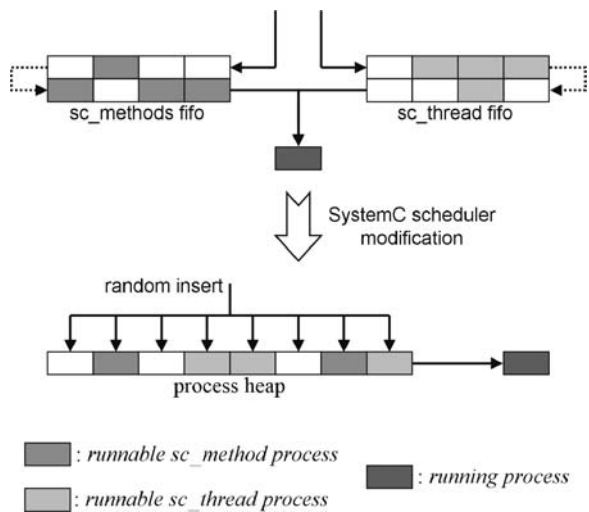 sc_methods fifo
sc_thread fifo
SystemC scheduler
modification
random insert
process heap
: runnable sc_method process
: runnable sc_thread process
: running process